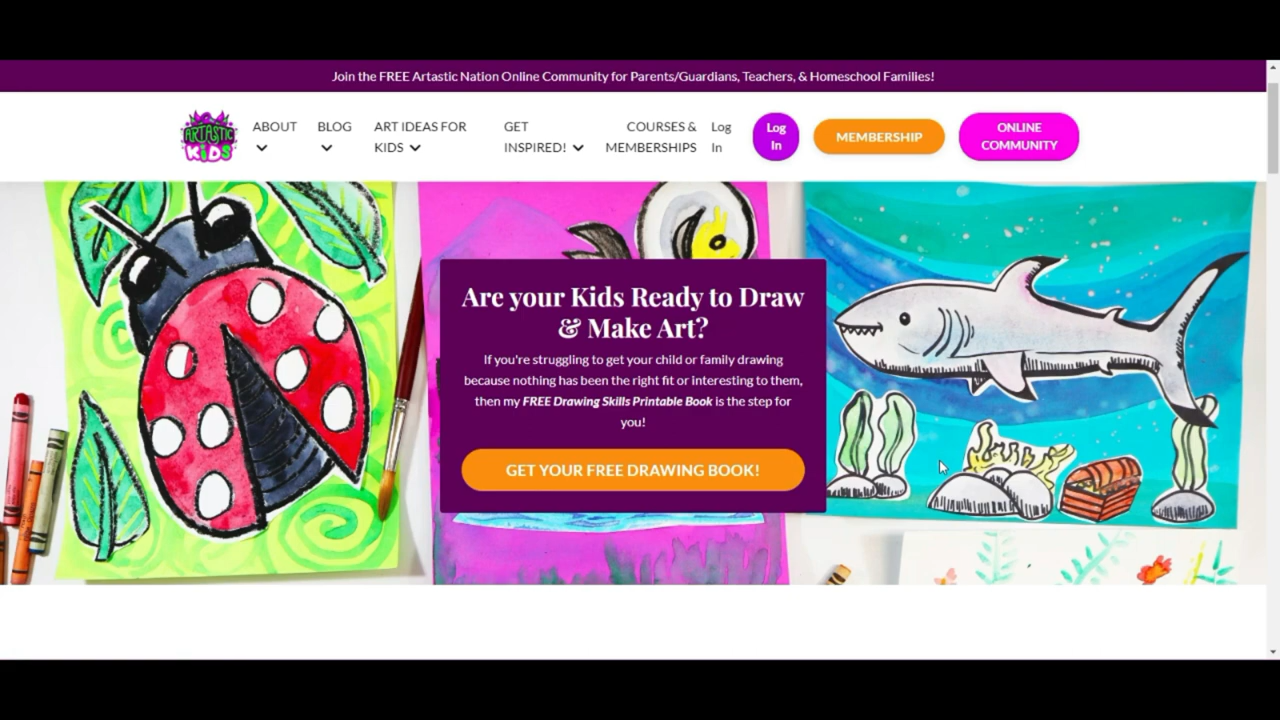 Join the FREE Artastic Nation Online Community for Parents/Guardians, Teachers, & Homeschool Families!
ARTASTIC
KiDS
ABOUT
BLOG
ART IDEAS FOR
KIDS
GET
INSPIRED!
COURSES &
MEMBERSHIPS
Log
In
Log
In
MEMBERSHIP
ONLINE
COMMUNITY
Are your Kids Ready to Draw
& Make Art?
If you're struggling to get your child or family drawing
because nothing has been the right fit or interesting to them,
then my FREE Drawing Skills Printable Book is the step for
you!
GET YOUR FREE DRAWING BOOK!